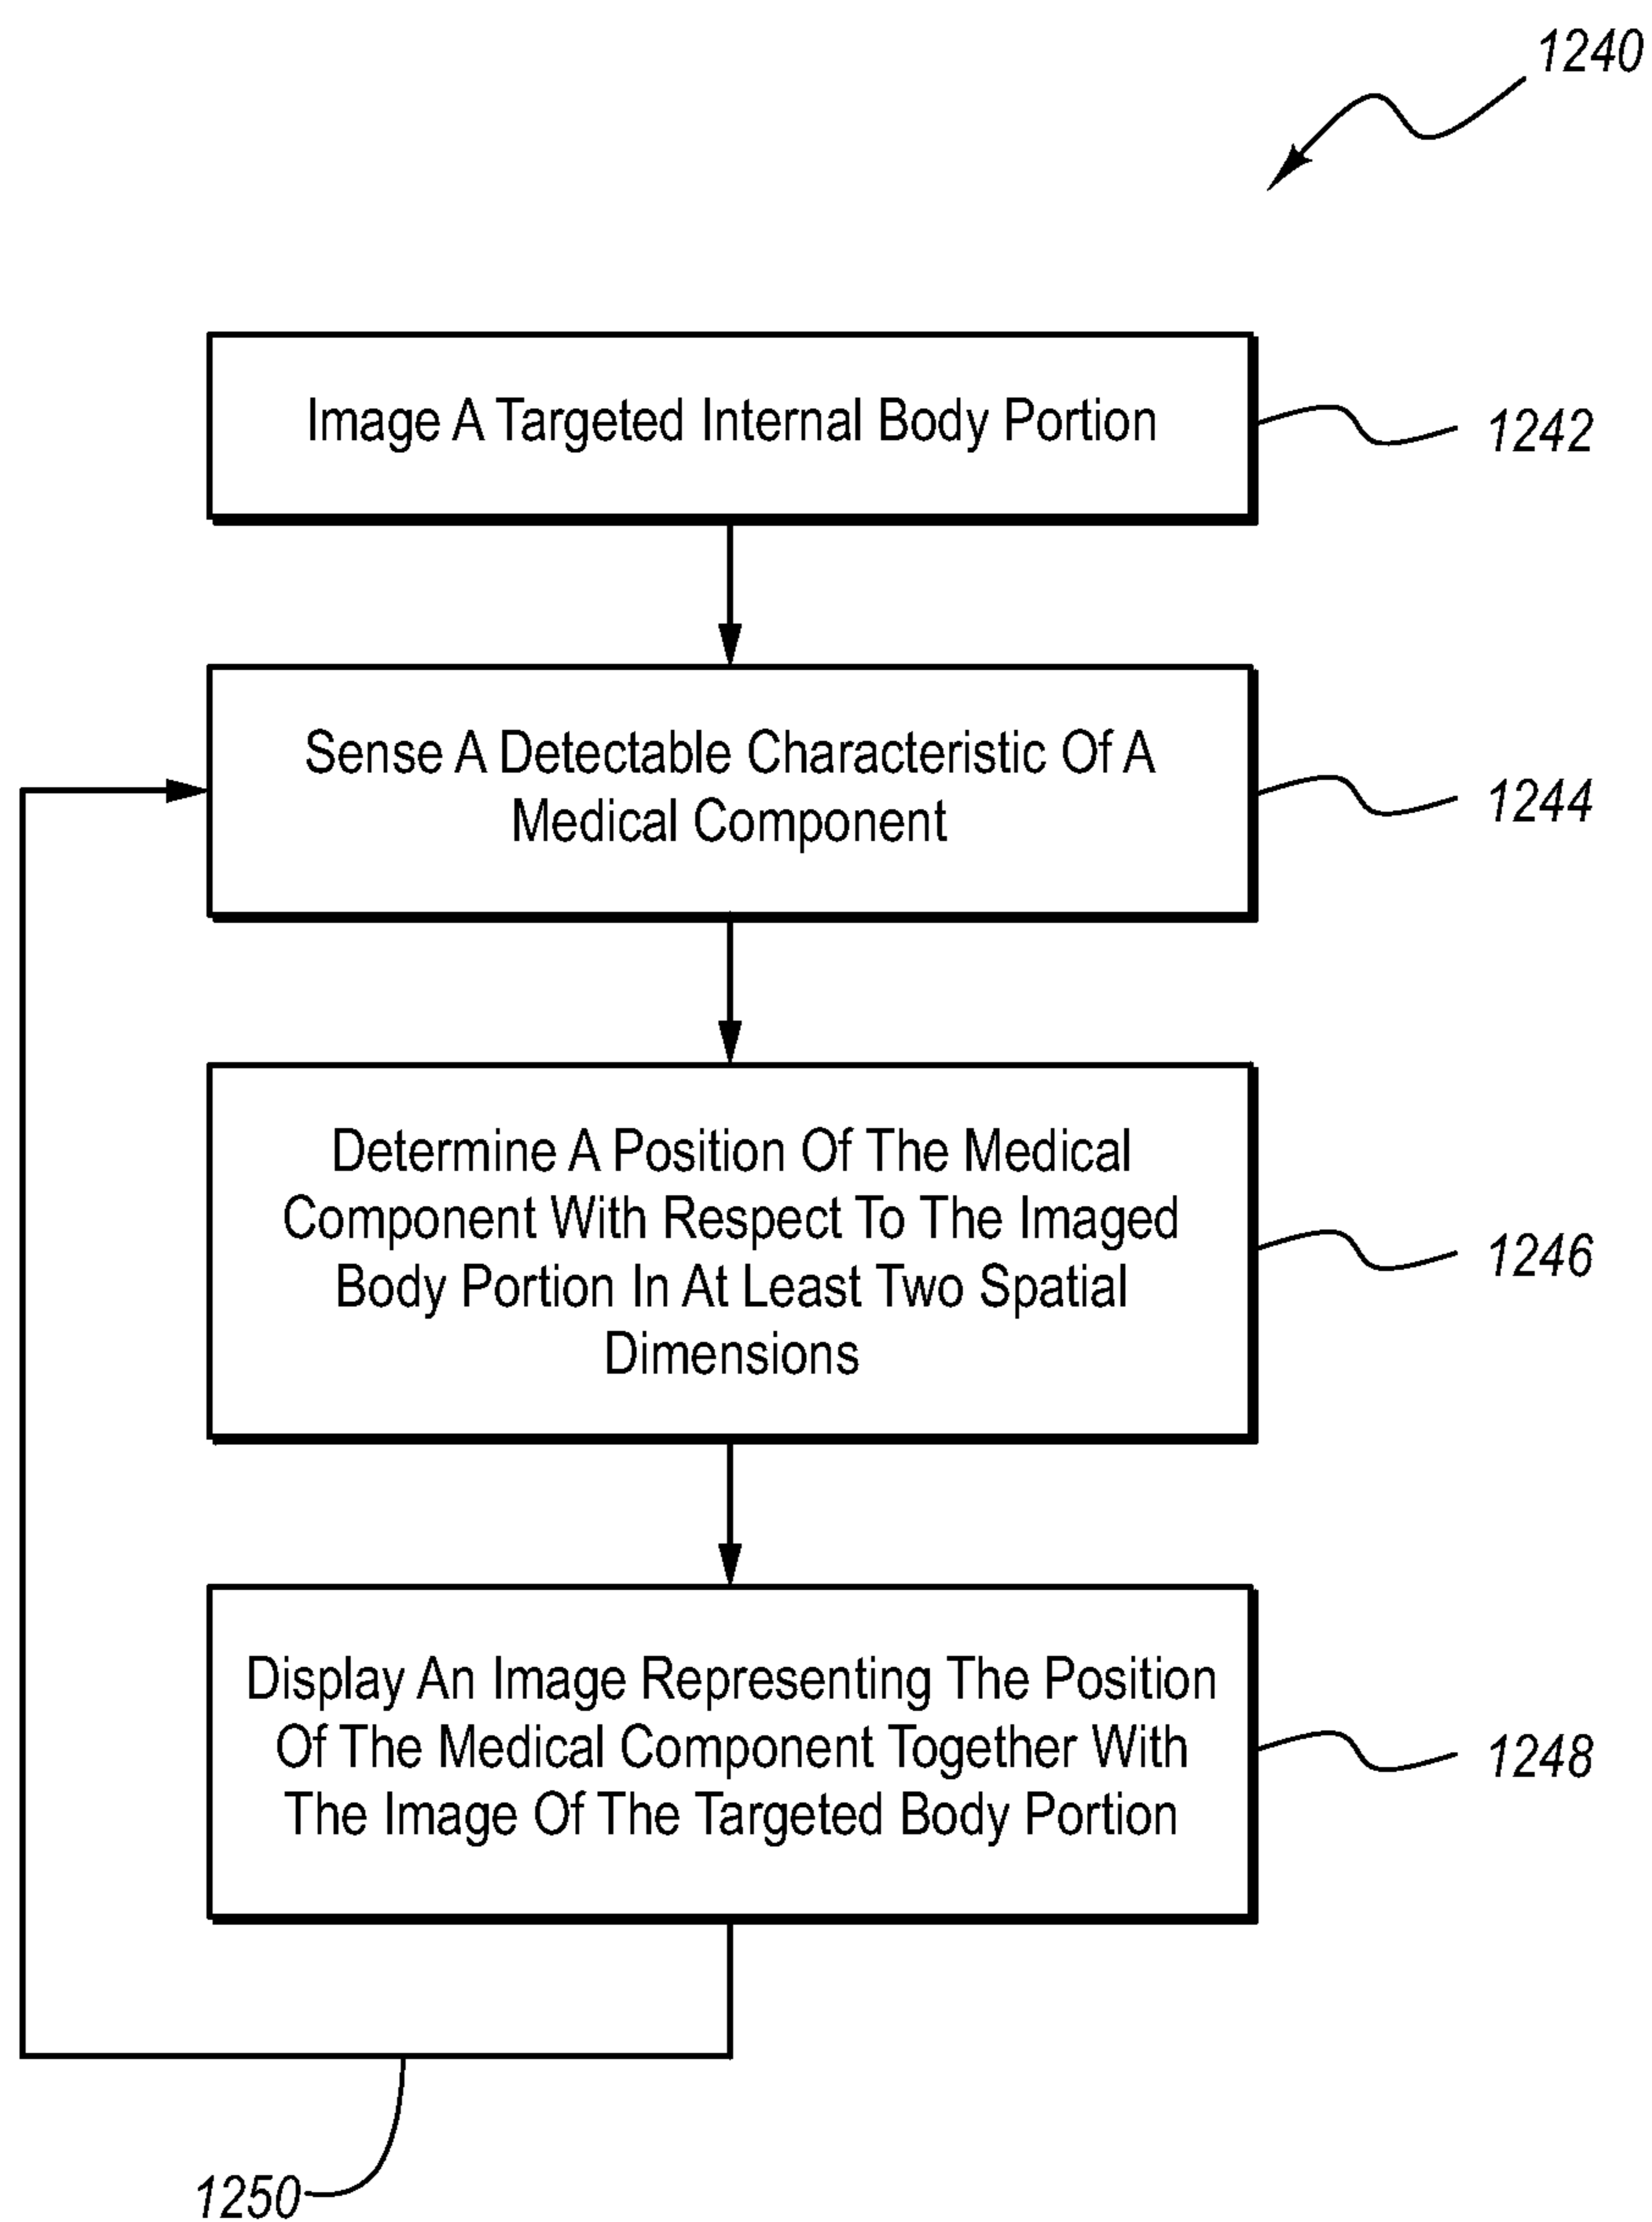 1240
Image A Targeted Internal Body Portion
1242
Sense A Detectable Characteristic Of A
Medical Component
1244
Determine A Position Of The Medical
Component With Respect To The Imaged
Body Portion In At Least Two Spatial
Dimensions
1246
Display An Image Representing The Position
Of The Medical Component Together With
The Image Of The Targeted Body Portion
1248
1250